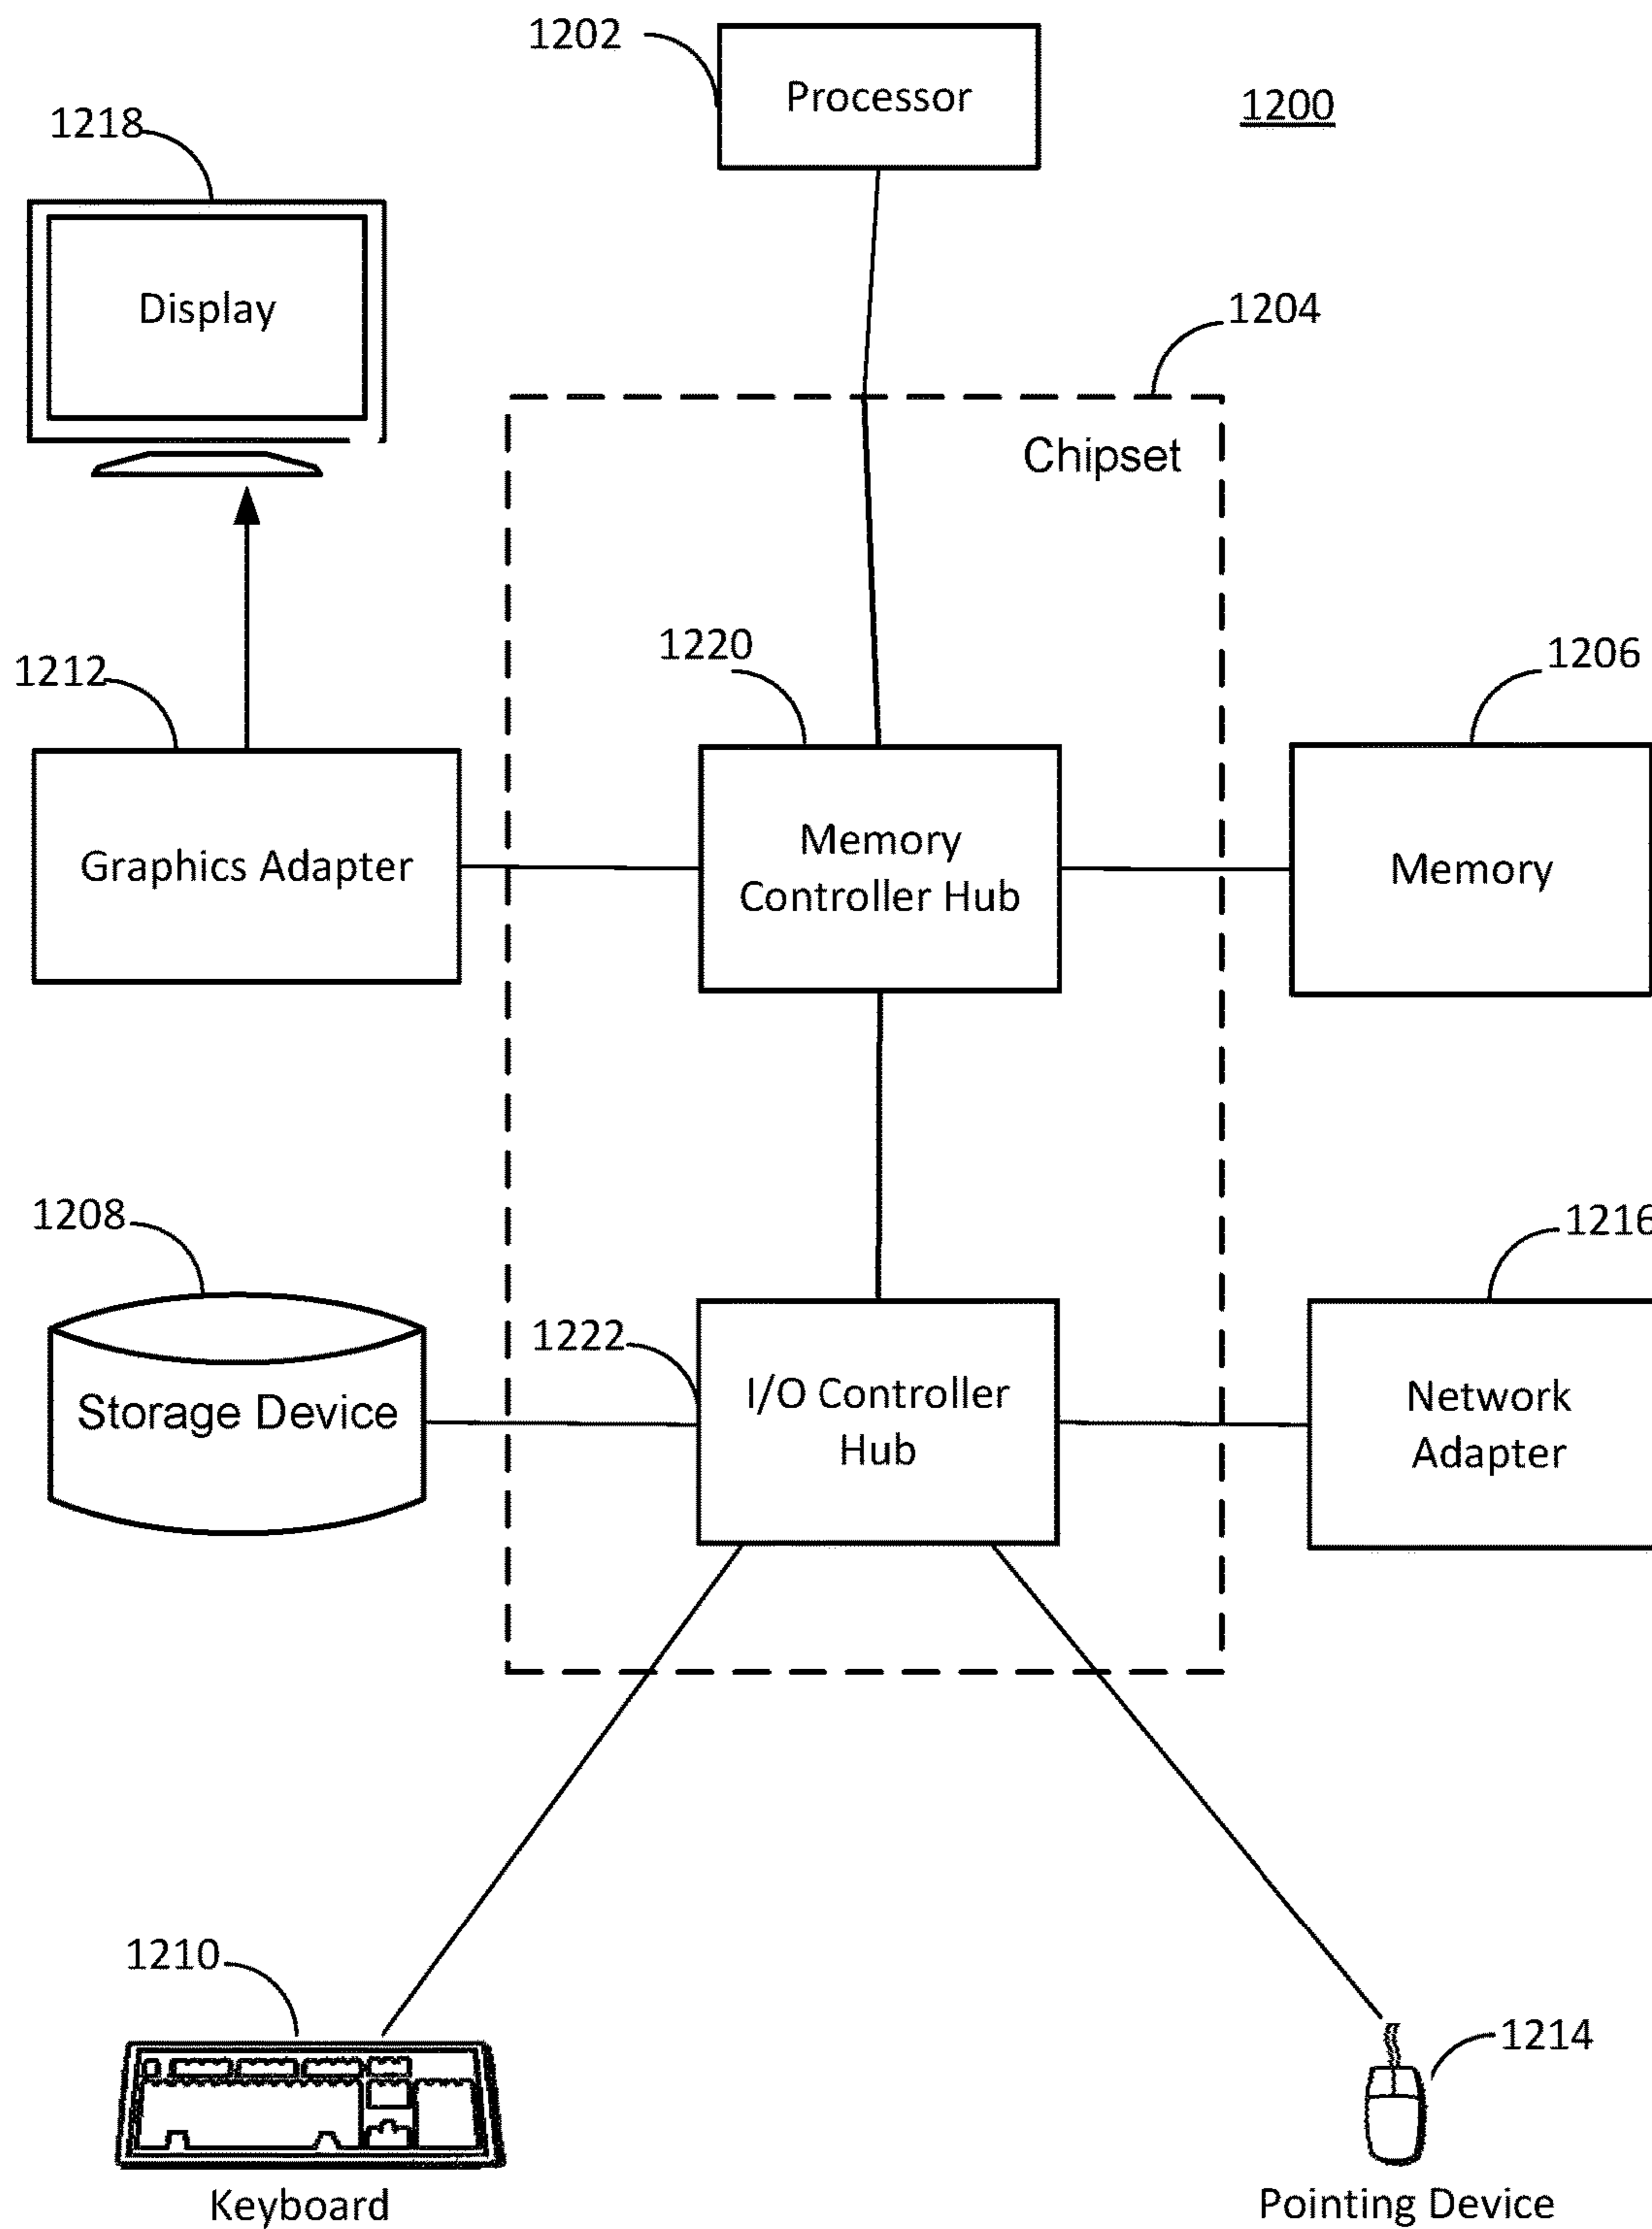 1202
Processor
1200
1218
Display
1204
Chipset
1220
1206
1212
Memory
Controller Hub
Graphics Adapter
Memory
1208
1216
1222
Storage Device
I/O Controller
Hub
Network
Adapter
1210
1214
Keyboard
Pointing Device